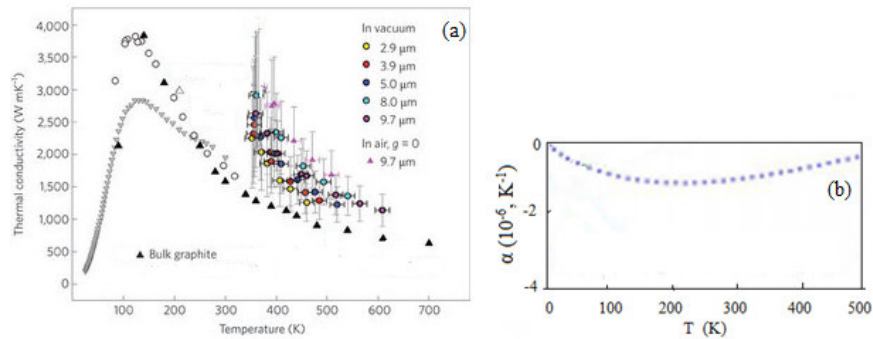 (a)
In vacuum
2.9 μm
3.9 μm
5.0 μm
8.0 μm
9.7 μm
In air, g = 0
9.7 μm
Bulk graphite
Thermal conductivity (W mK⁻¹)
4,000
3,500
3,000
2,500
2,000
1,500
1,000
500
0
100 200 300 400 500 600 700
Temperature (K)
(b)
α (10⁻⁶, K⁻¹)
0
-2
-4
0 100 200 300 400 500
T (K)